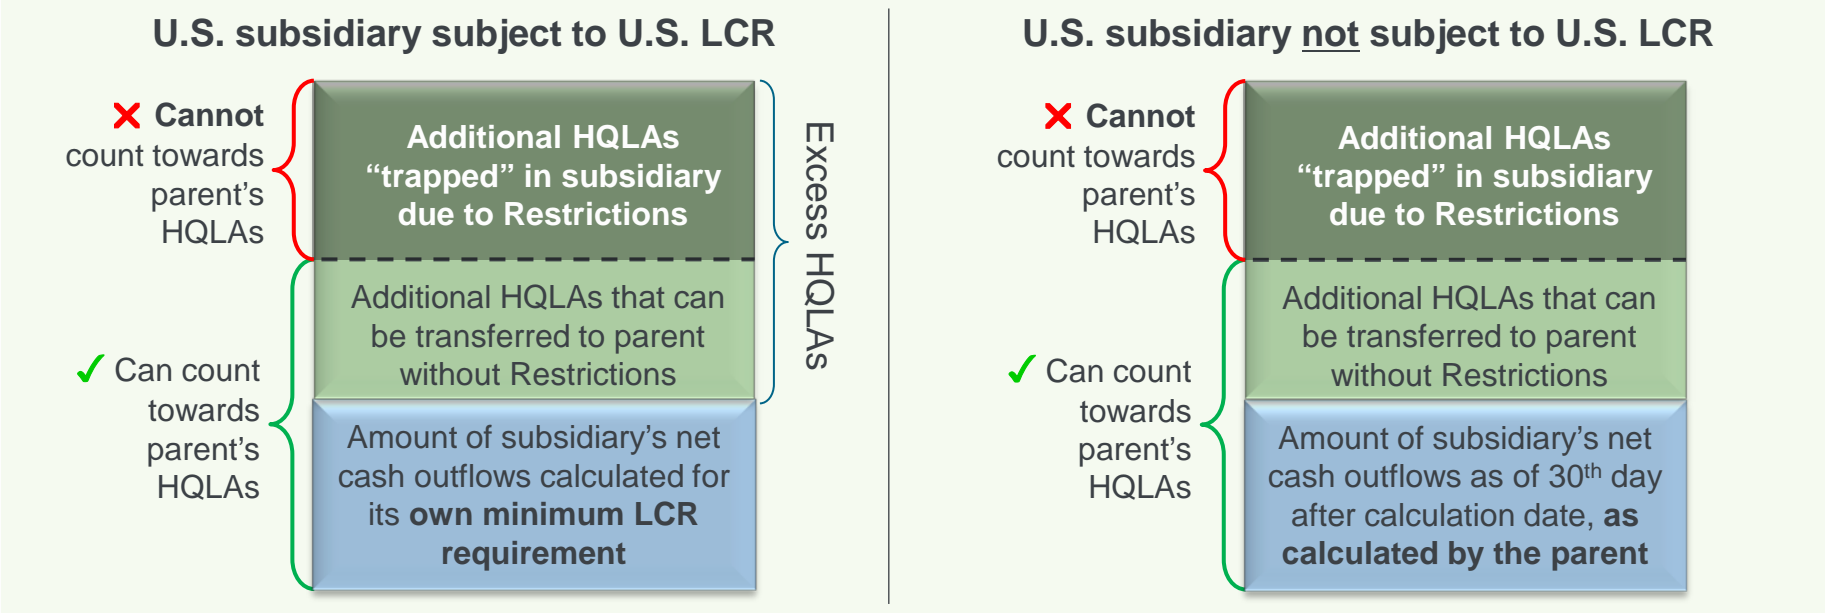 U.S. subsidiary subject to U.S. LCR
❌ Cannot
count towards
parent's
HQLAs
Additional HQLAs
“trapped” in subsidiary
due to Restrictions
Excess HQLAs
Additional HQLAs that can
be transferred to parent
without Restrictions
✓ Can count
towards
parent's
HQLAs
Amount of subsidiary's net
cash outflows calculated for
its own minimum LCR
requirement
U.S. subsidiary not subject to U.S. LCR
❌ Cannot
count towards
parent's
HQLAs
Additional HQLAs
“trapped” in subsidiary
due to Restrictions
Additional HQLAs that can
be transferred to parent
without Restrictions
✓ Can count
towards
parent's
HQLAs
Amount of subsidiary's net
cash outflows as of 30th day
after calculation date, as
calculated by the parent